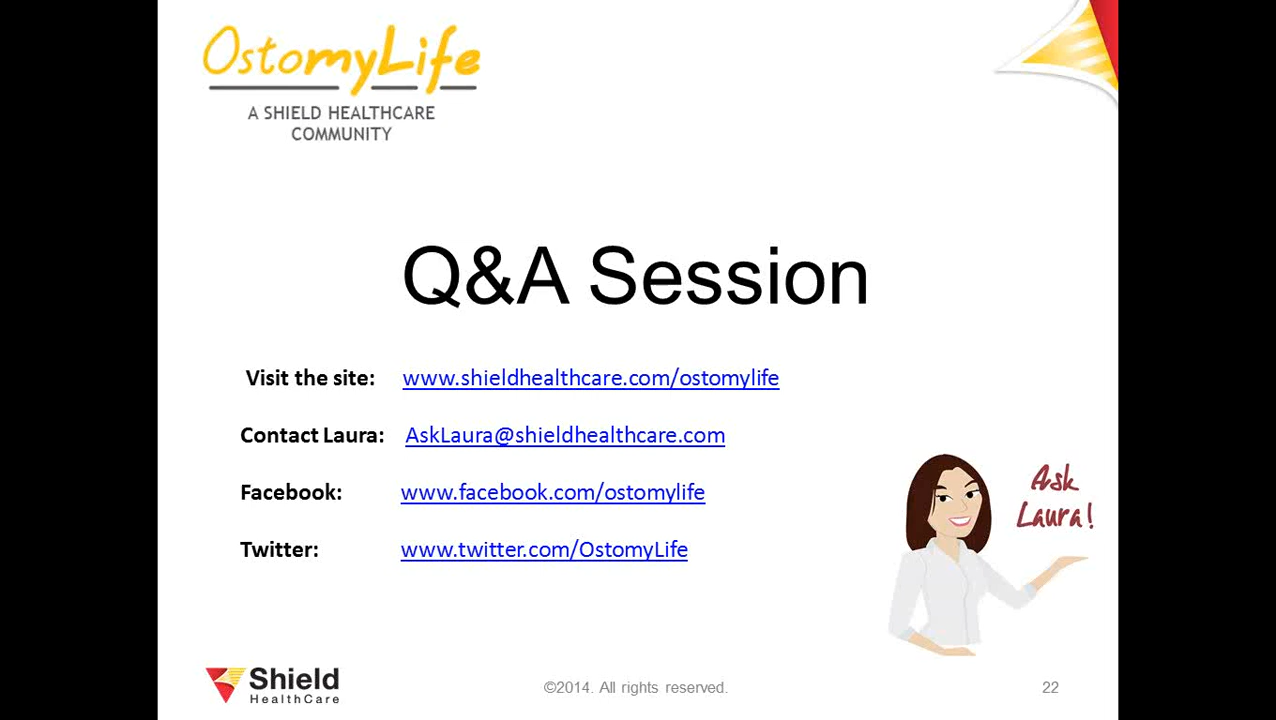 OstomyLife
A SHIELD HEALTHCARE
COMMUNITY
Q&A Session
Visit the site: www.shieldhealthcare.com/ostomylife
Contact Laura: AskLaura@shieldhealthcare.com
Facebook: www.facebook.com/ostomylife
Twitter: www.twitter.com/OstomyLife
Ask
Laura!
Shield
HealthCare
©2014. All rights reserved.
22